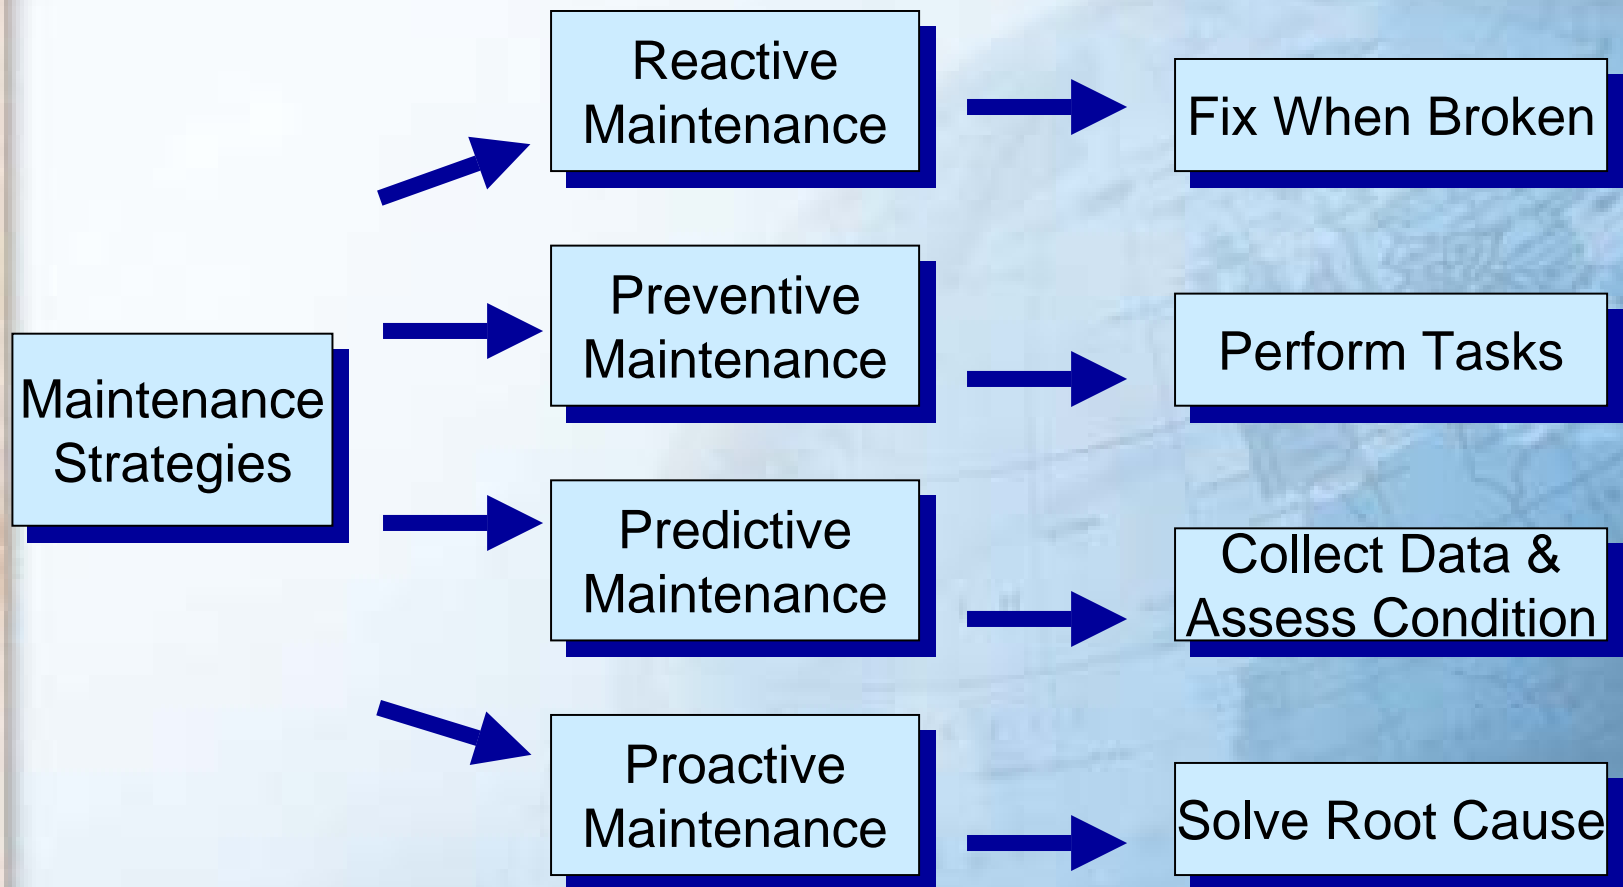 Maintenance
Strategies
Reactive
Maintenance
Fix When Broken
Preventive
Maintenance
Perform Tasks
Predictive
Maintenance
Collect Data &
Assess Condition
Proactive
Maintenance
Solve Root Cause